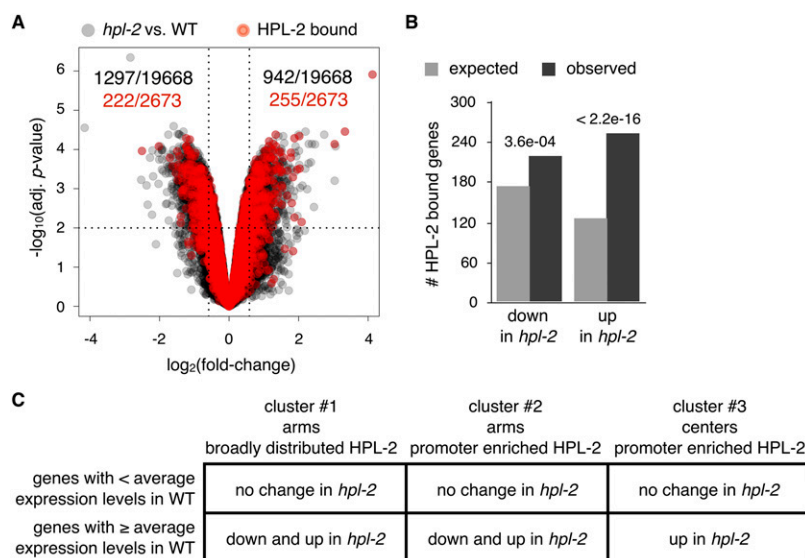 A
hpl-2 vs. WT
HPL-2 bound
1297/19668
942/19668
222/2673
255/2673
6
5
4
3
2
1
0
-log10(adj. p-value)
-4
-2
0
2
4
log2(fold-change)
B
expected
observed
300
240
180
120
60
0
# HPL-2 bound genes
3.6e-04
< 2.2e-16
down
in hpl-2
up
in hpl-2
C
cluster #1
arms
broadly distributed HPL-2
cluster #2
arms
promoter enriched HPL-2
cluster #3
centers
promoter enriched HPL-2
genes with < average
expression levels in WT
no change in hpl-2
no change in hpl-2
no change in hpl-2
genes with ≥ average
expression levels in WT
down and up in hpl-2
down and up in hpl-2
up in hpl-2